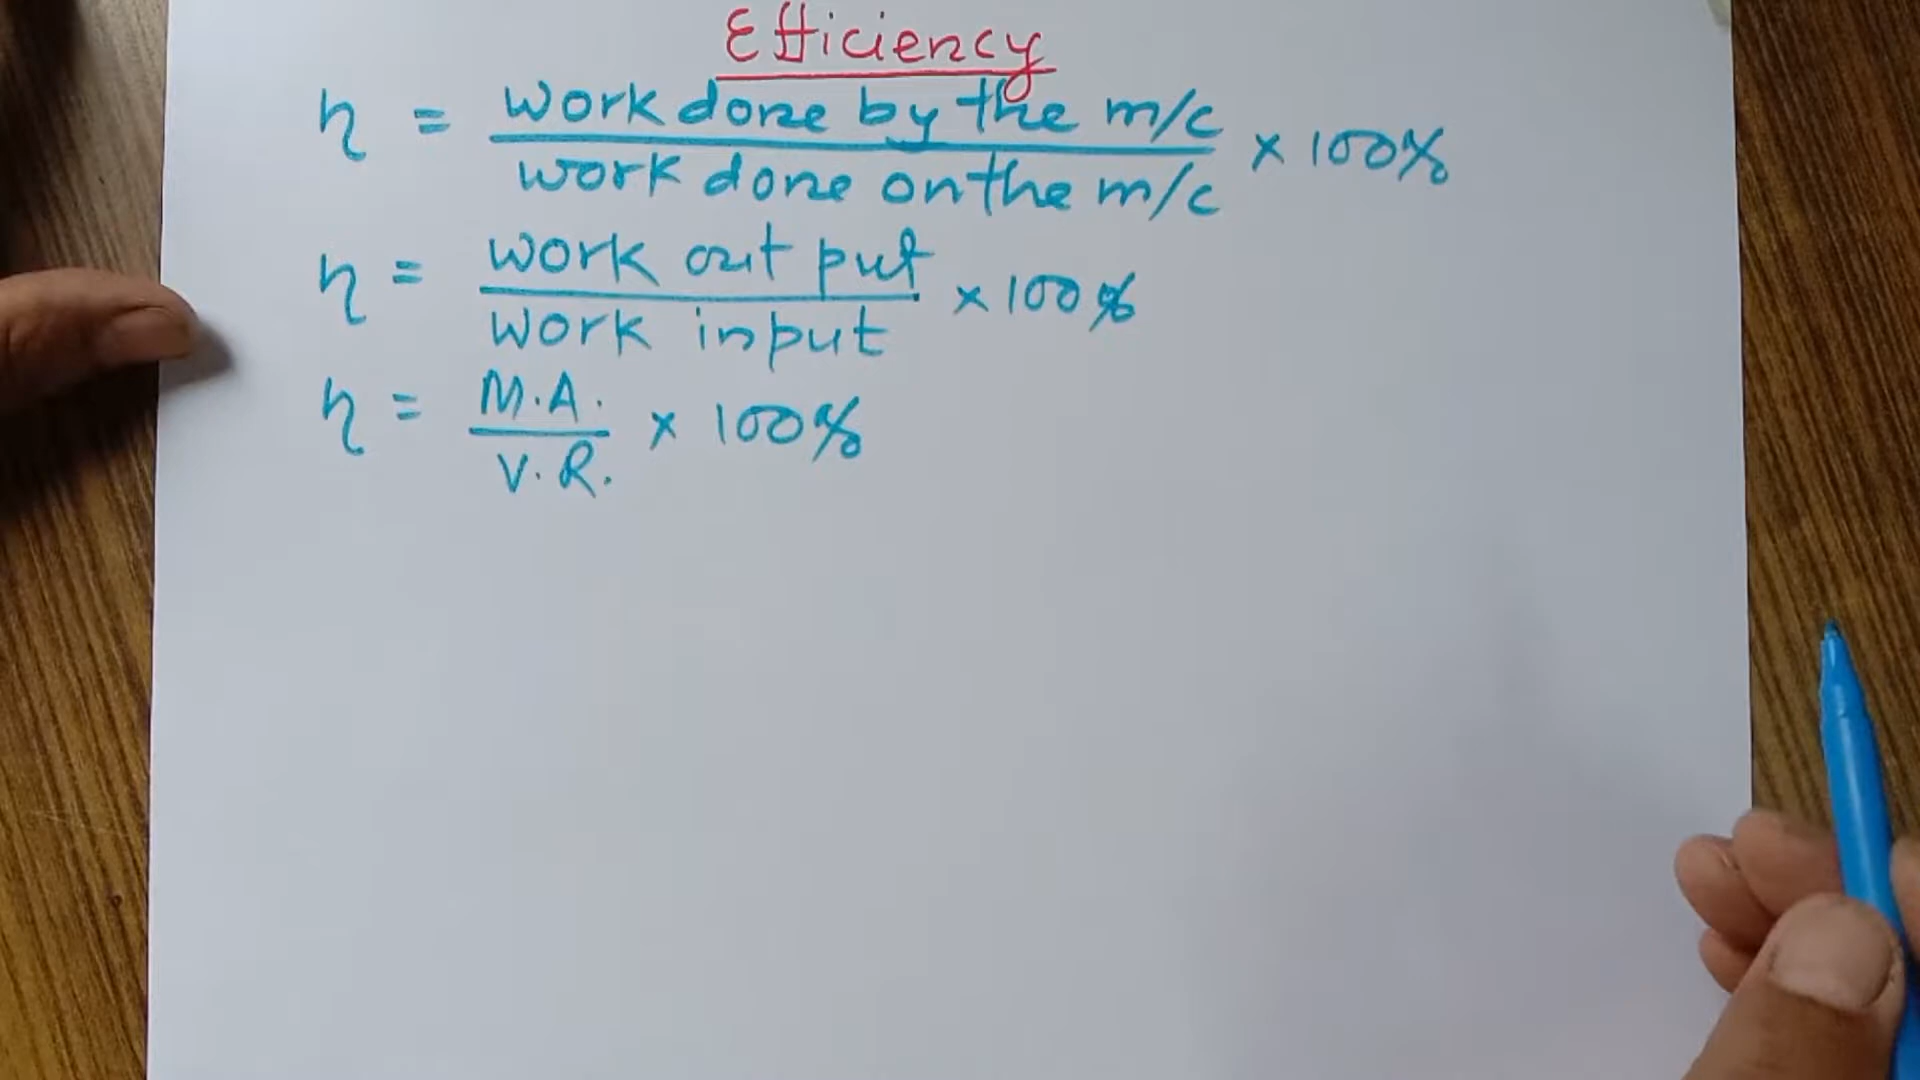 Efficiency
η = work done by the m/c / work done on the m/c × 100%
η = work out put / work input × 100%
η = M.A. / V.R. × 100%